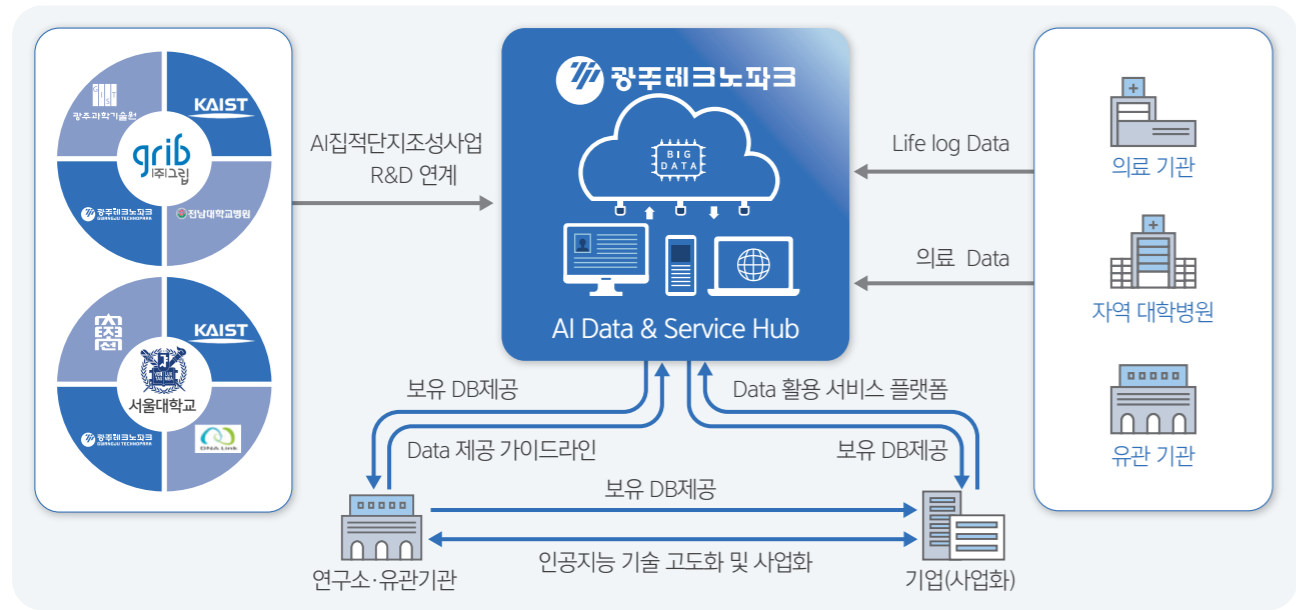 GIST
광주과학기술원
KAIST
grib
(주)그립
광주테크노파크
GWANGJU TECHNOPARK
전남대학교병원
KAIST
서울대학교
광주테크노파크
GWANGJU TECHNOPARK
DNA Link
AI집적단지조성사업
R&D 연계
광주테크노파크
BIG
DATA
AI Data & Service Hub
Life log Data
의료 Data
의료 기관
자역 대학병원
유관 기관
보유 DB제공
Data 제공 가이드라인
Data 활용 서비스 플랫폼
보유 DB제공
보유 DB제공
인공지능 기술 고도화 및 사업화
연구소·유관기관
기업(사업화)